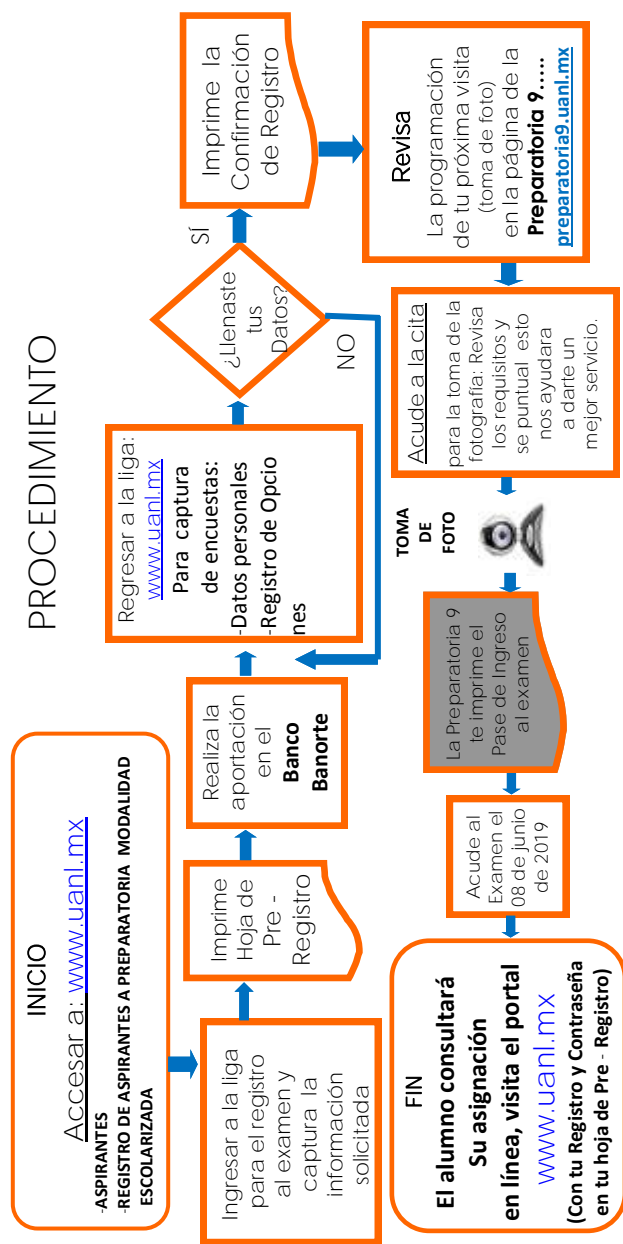 PROCEDIMIENTO
INICIO
Accesar a: www.uanl.mx
-ASPIRANTES
-REGISTRO DE ASPIRANTES A PREPARATORIA MODALIDAD
ESCOLARIZADA
Ingresar a la liga
para el registro
al examen y
captura la
información
solicitada
Imprime
Hoja de
Pre -
Registro
Realiza la
aportación
en el
Banco
Banorte
Regresar a la liga:
www.uanl.mx
Para captura
de encuestas:
-Datos personales
-Registro de Opcio
nes
¿Llenaste
tus
Datos?
SÍ
NO
Imprime la
Confirmación
de Registro
Revisa
La programación
de tu próxima visita
(toma de foto)
en la página de la
Preparatoria 9.....
preparatoria9.uanl.mx
Acude a la cita
para la toma de la
fotografía: Revisa
los requisitos y
se puntual esto
nos ayudara
a darte un
mejor servicio.
TOMA
DE
FOTO
La Preparatoria 9
te imprime el
Pase de Ingreso
al examen
Acude al
Examen el
08 de junio
de 2019
FIN
El alumno consultará
Su asignación
en línea, visita el portal
www.uanl.mx
(Con tu Registro y Contraseña
en tu hoja de Pre - Registro)